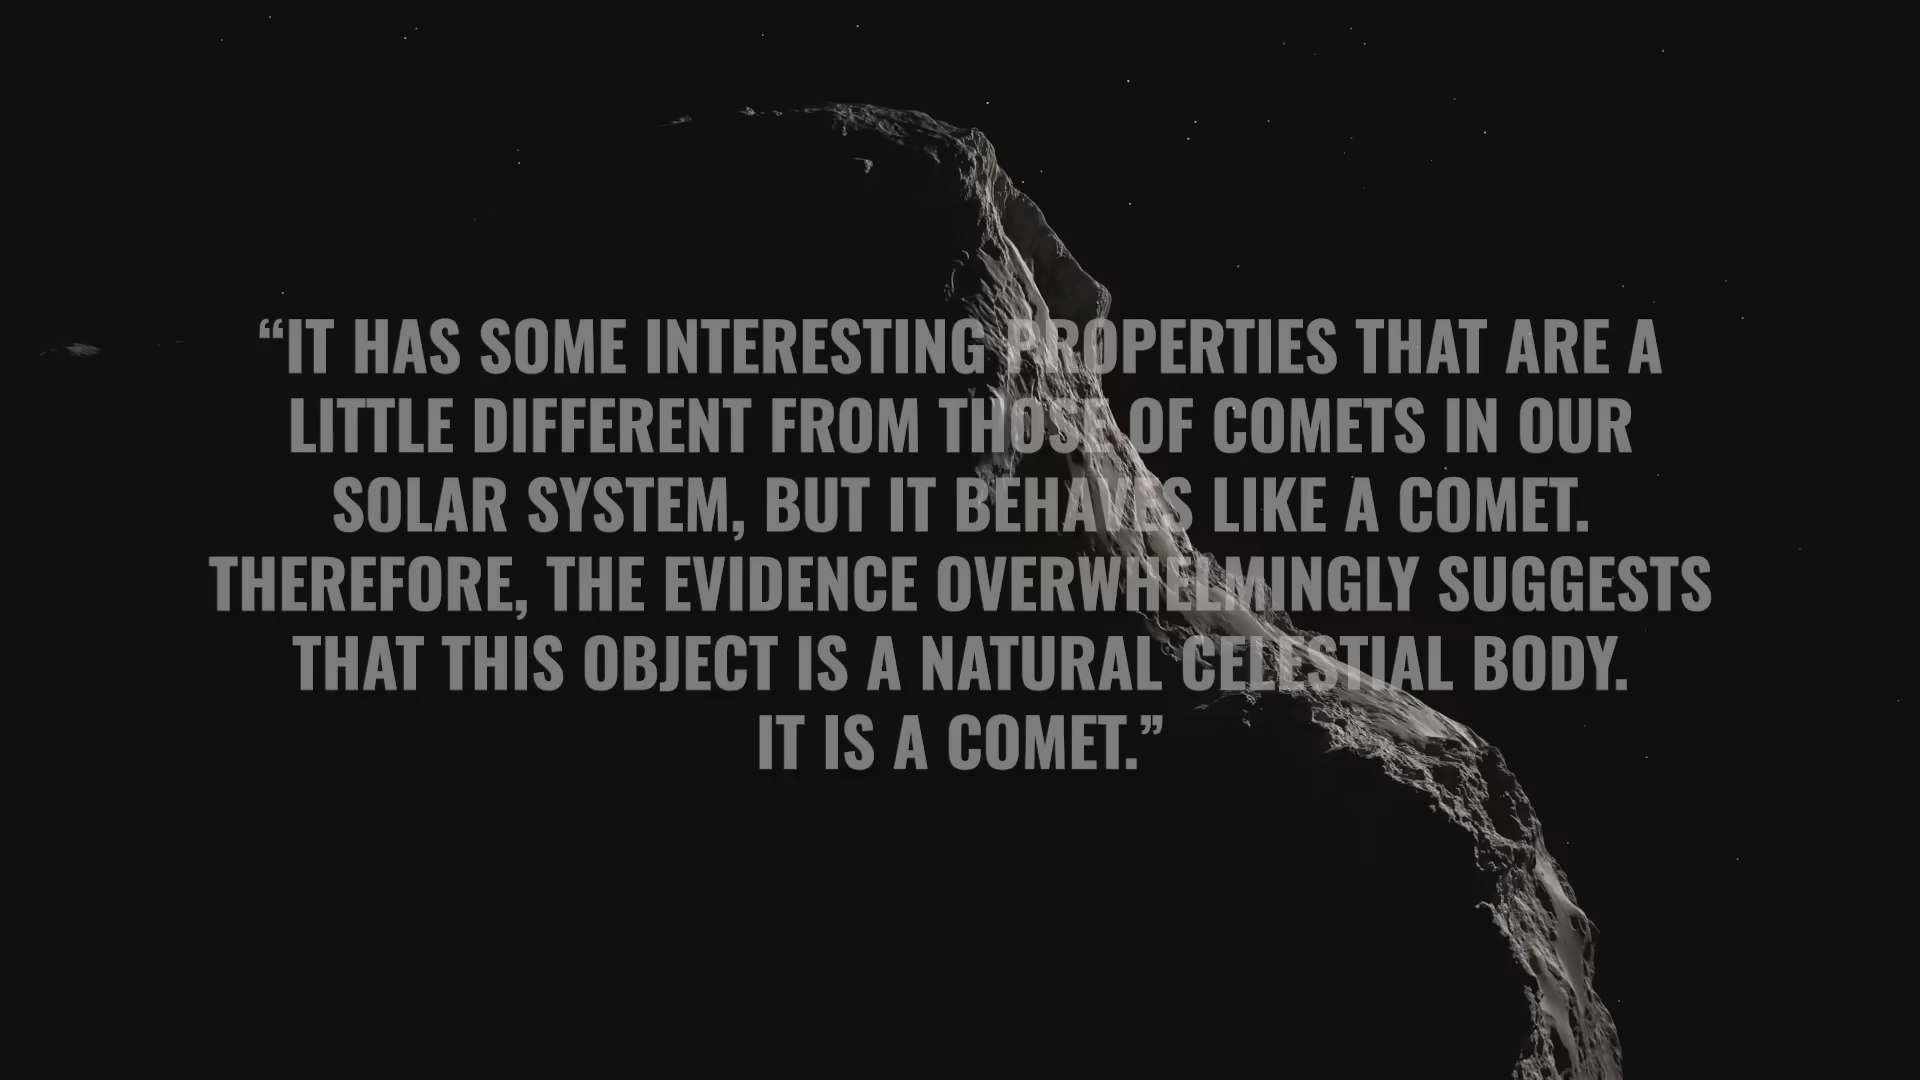 “IT HAS SOME INTERESTING PROPERTIES THAT ARE A
LITTLE DIFFERENT FROM THOSE OF COMETS IN OUR
SOLAR SYSTEM, BUT IT BEHAVES LIKE A COMET.
THEREFORE, THE EVIDENCE OVERWHELMINGLY SUGGESTS
THAT THIS OBJECT IS A NATURAL CELESTIAL BODY.
IT IS A COMET.”